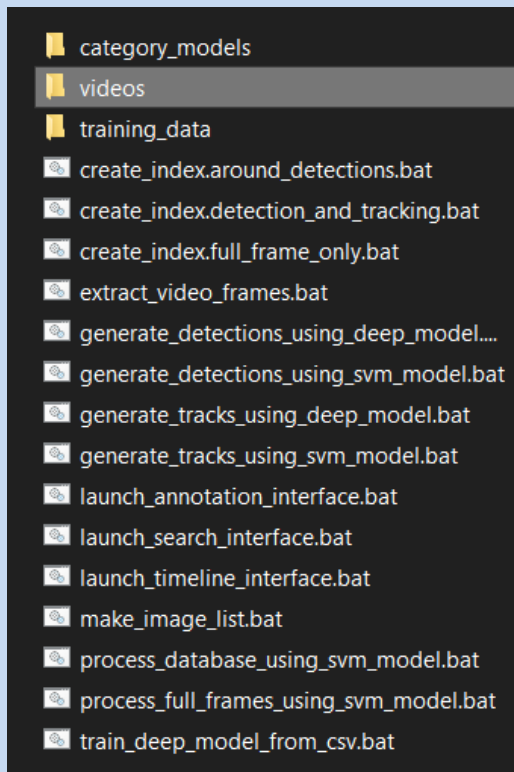 category_models
videos
training_data
create_index.around_detections.bat
create_index.detection_and_tracking.bat
create_index.full_frame_only.bat
extract_video_frames.bat
generate_detections_using_deep_model....
generate_detections_using_svm_model.bat
generate_tracks_using_deep_model.bat
generate_tracks_using_svm_model.bat
launch_annotation_interface.bat
launch_search_interface.bat
launch_timeline_interface.bat
make_image_list.bat
process_database_using_svm_model.bat
process_full_frames_using_svm_model.bat
train_deep_model_from_csv.bat